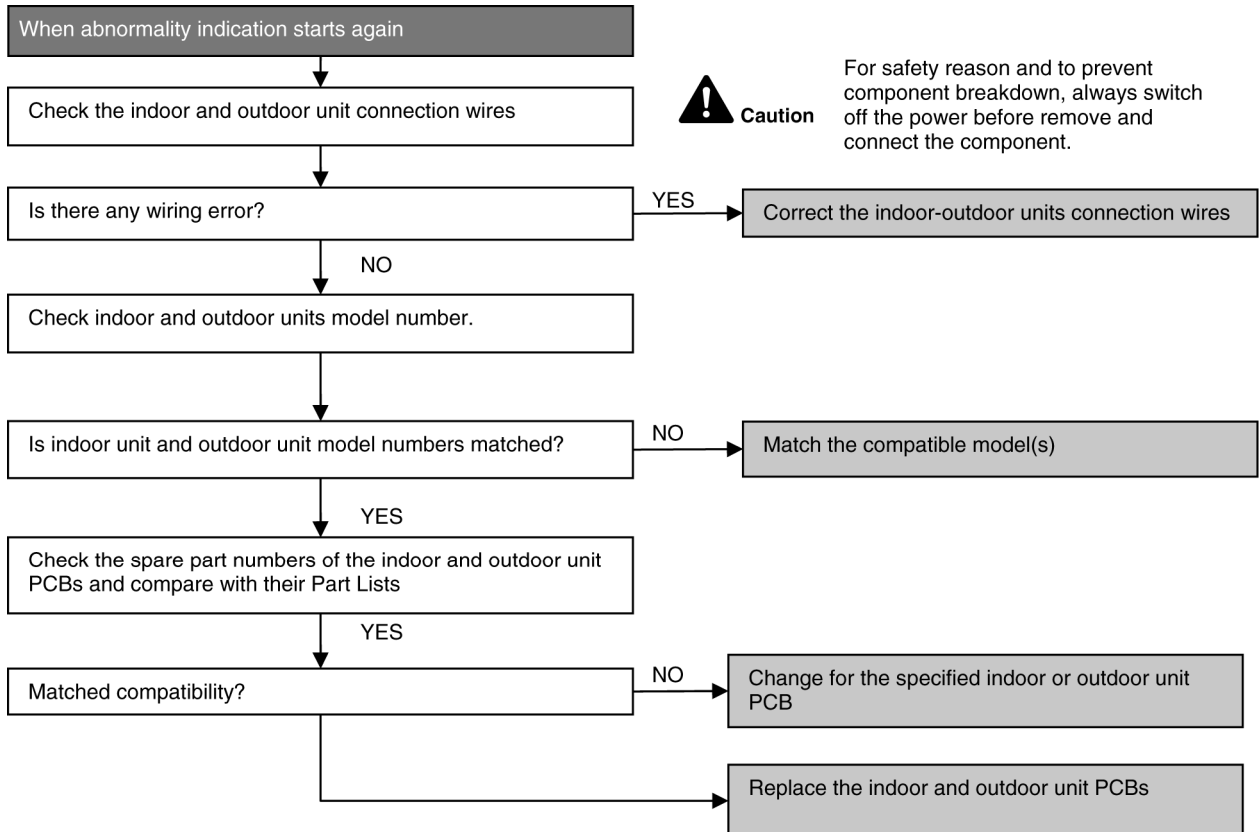 When abnormality indication starts again
Check the indoor and outdoor unit connection wires
Caution
For safety reason and to prevent
component breakdown, always switch
off the power before remove and
connect the component.
Is there any wiring error?
YES
Correct the indoor-outdoor units connection wires
NO
Check indoor and outdoor units model number.
Is indoor unit and outdoor unit model numbers matched?
NO
Match the compatible model(s)
YES
Check the spare part numbers of the indoor and outdoor unit
PCBs and compare with their Part Lists
YES
Matched compatibility?
NO
Change for the specified indoor or outdoor unit
PCB
Replace the indoor and outdoor unit PCBs